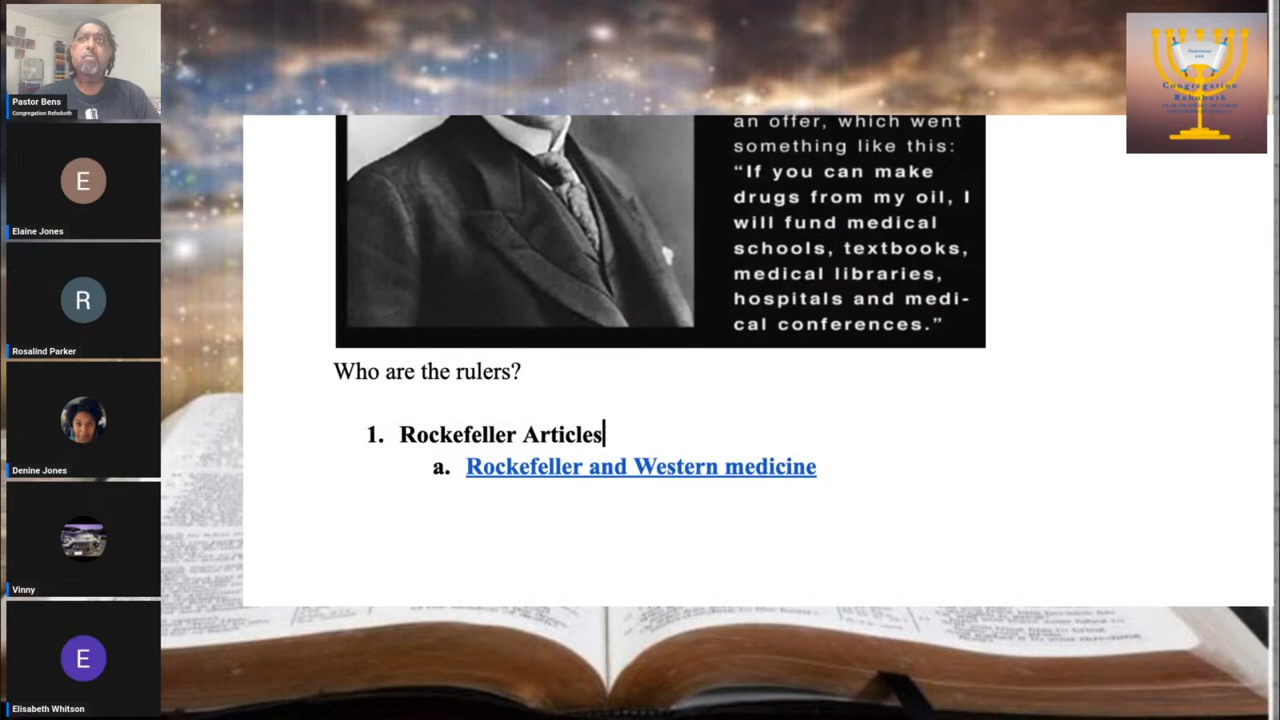 Pastor Bens
Congregation Rehoboth
E
Elaine Jones
R
Rosalind Parker
Denine Jones
Vinny
E
Elisabeth Whitson
an offer, which went
something like this:
“If you can make
drugs from my oil, I
will fund medical
schools, textbooks,
medical libraries,
hospitals and medi-
cal conferences.”
Who are the rulers?
1. Rockefeller Articles
a. Rockefeller and Western medicine
Congregation
Rehoboth